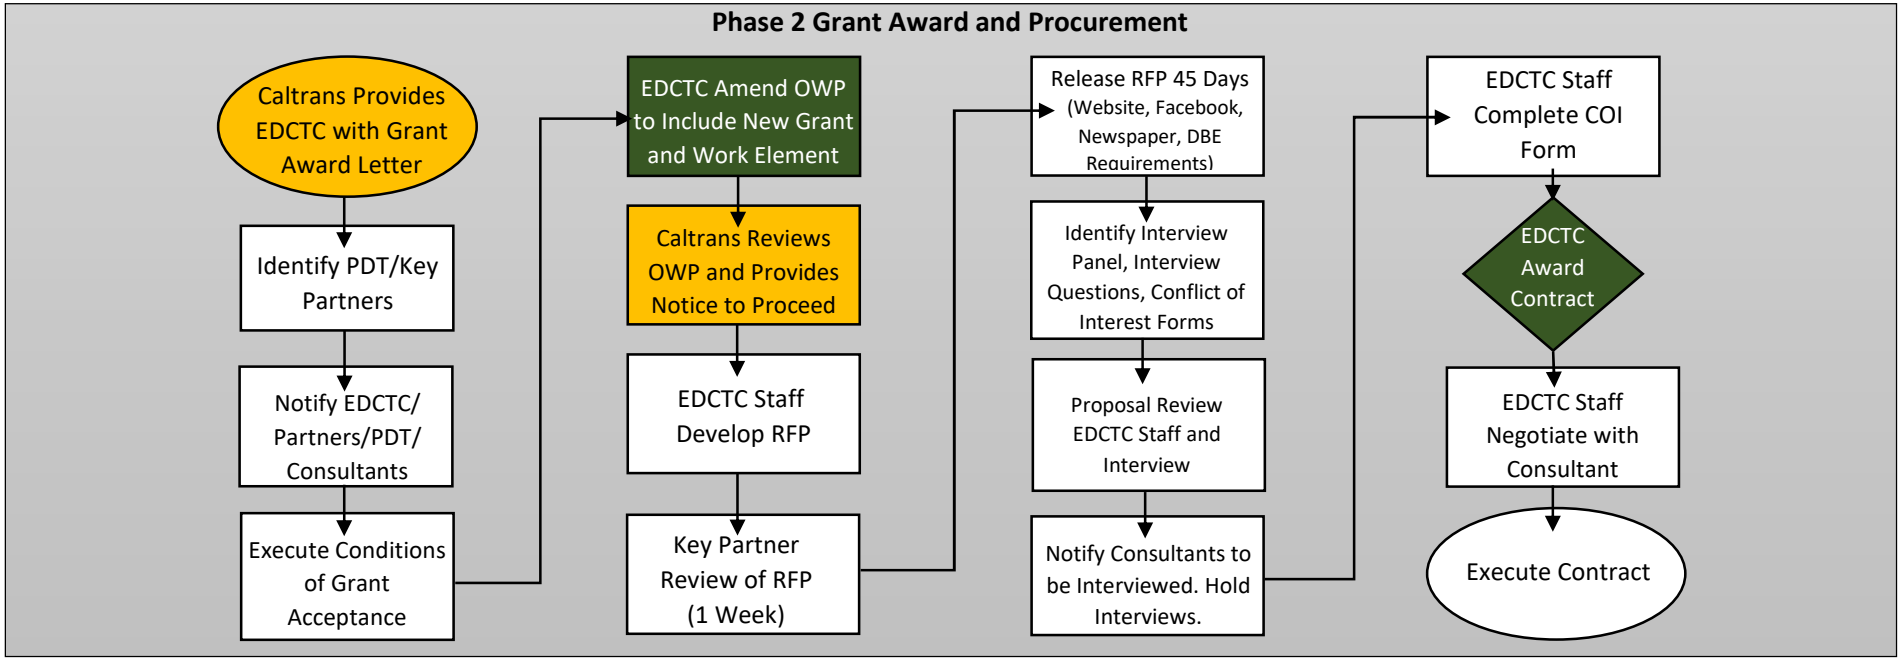 Phase 2 Grant Award and Procurement
Caltrans Provides
EDCTC with Grant
Award Letter
Identify PDT/Key
Partners
Notify EDCTC/
Partners/PDT/
Consultants
Execute Conditions
of Grant
Acceptance
EDCTC Amend OWP
to Include New Grant
and Work Element
Caltrans Reviews
OWP and Provides
Notice to Proceed
EDCTC Staff
Develop RFP
Key Partner
Review of RFP
(1 Week)
Release RFP 45 Days
(Website, Facebook,
Newspaper, DBE
Requirements)
Identify Interview
Panel, Interview
Questions, Conflict of
Interest Forms
Proposal Review
EDCTC Staff and
Interview
Notify Consultants to
be Interviewed. Hold
Interviews.
EDCTC Staff
Complete COI
Form
EDCTC
Award
Contract
EDCTC Staff
Negotiate with
Consultant
Execute Contract